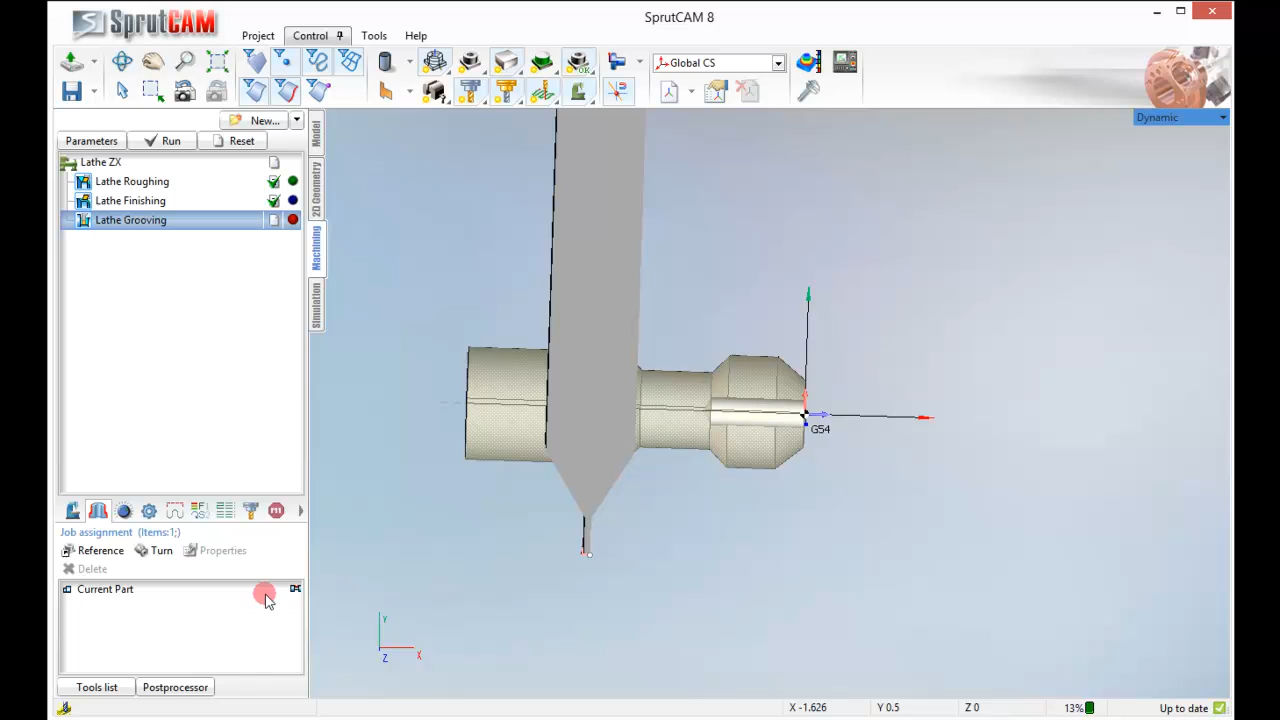 SprutCAM 8
SprutCAM
Project
Control
Tools
Help
Global CS
New...
Dynamic
Parameters
Run
Reset
Lathe ZX
Lathe Roughing
Lathe Finishing
Lathe Grooving
Model
2D Geometry
Machining
Simulation
G54
Job assignment (Items:1;)
Reference
Turn
Properties
Delete
Current Part
Y
X
Z
Tools list
Postprocessor
X -1.626
Y 0.5
Z 0
13%
Up to date